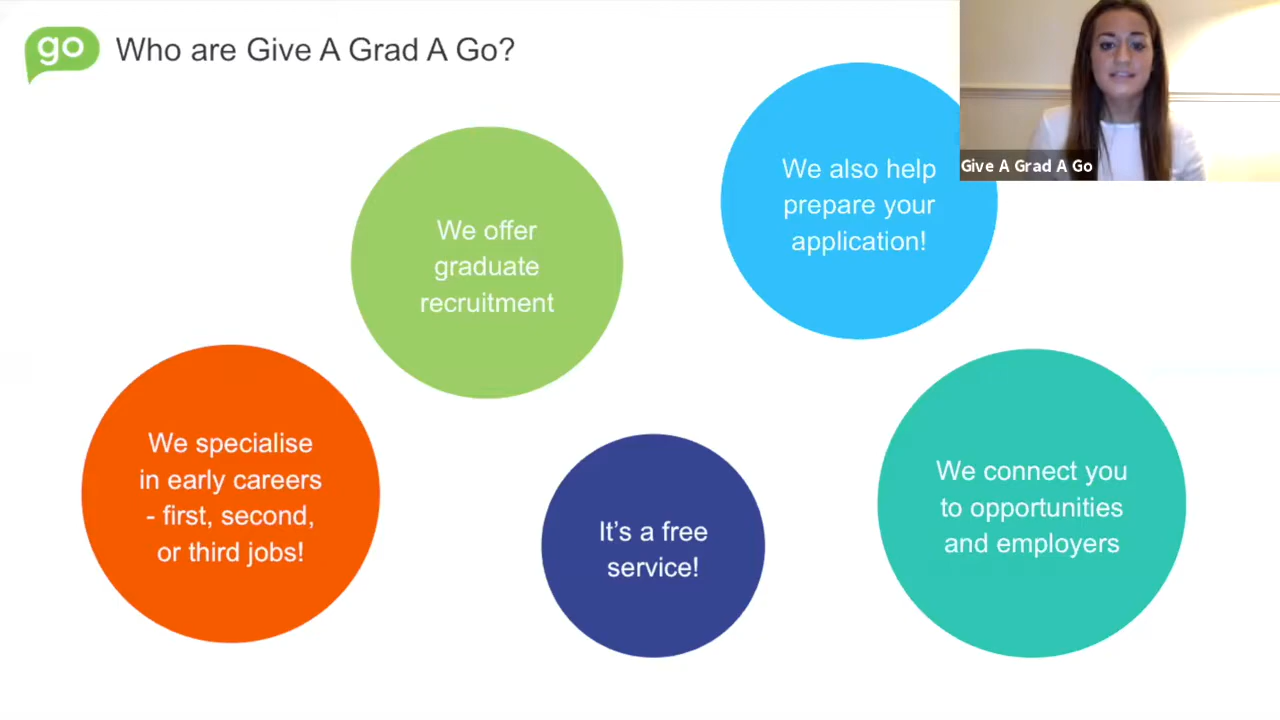 go
Who are Give A Grad A Go?
We also help
prepare your
application!
Give A Grad A Go
We offer
graduate
recruitment
We specialise
in early careers
- first, second,
or third jobs!
It’s a free
service!
We connect you
to opportunities
and employers